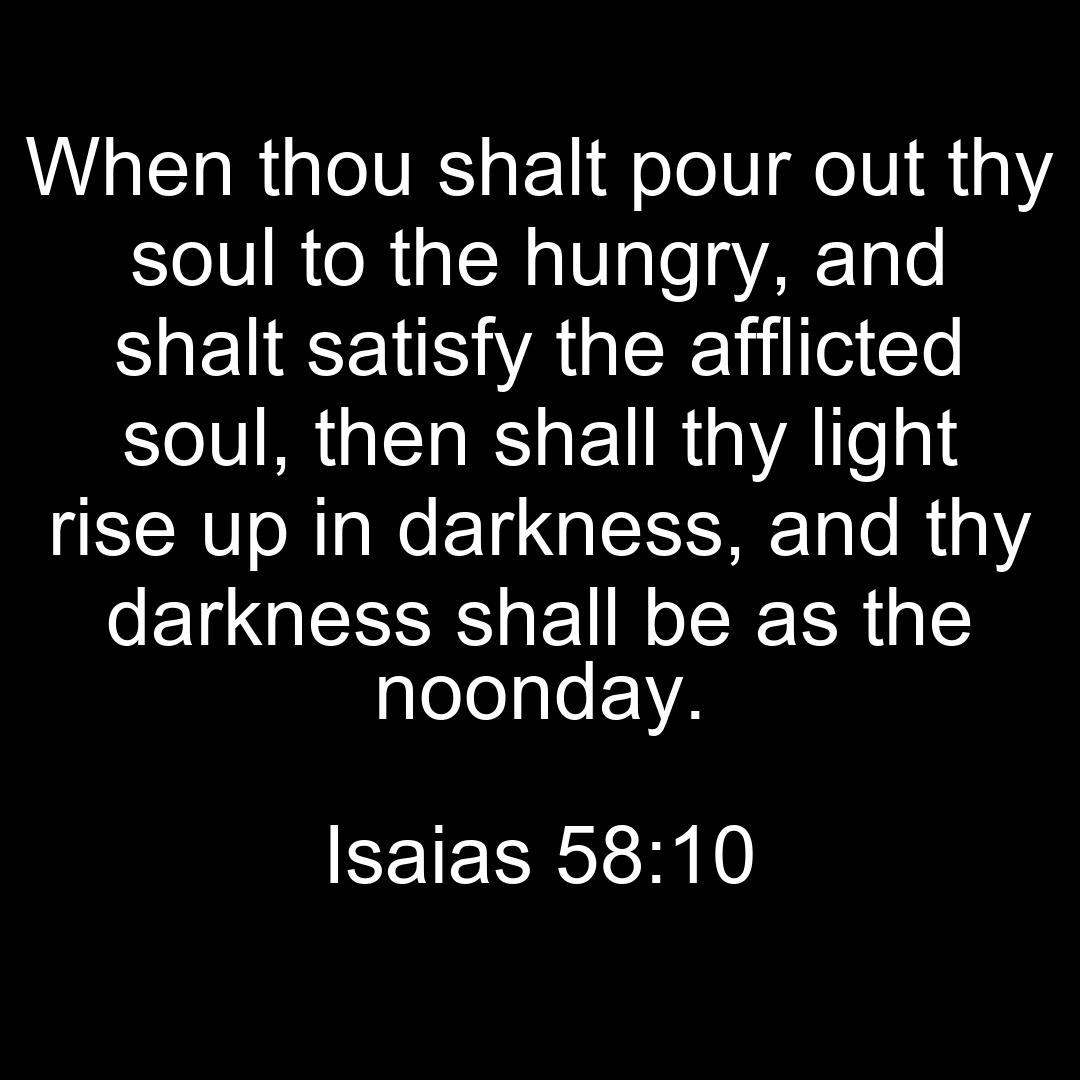 When thou shalt pour out thy
soul to the hungry, and
shalt satisfy the afflicted
soul, then shall thy light
rise up in darkness, and thy
darkness shall be as the
noonday.
Isaias 58:10